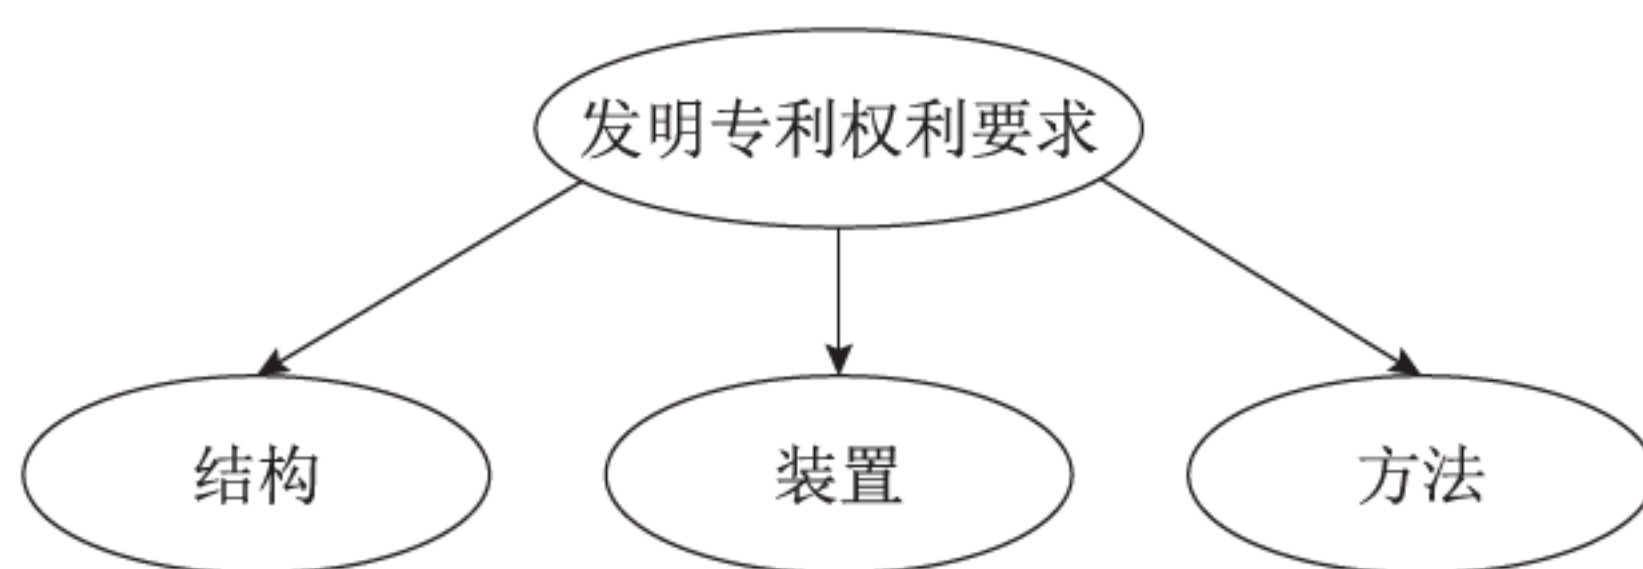 发明专利权利要求
结构
装置
方法